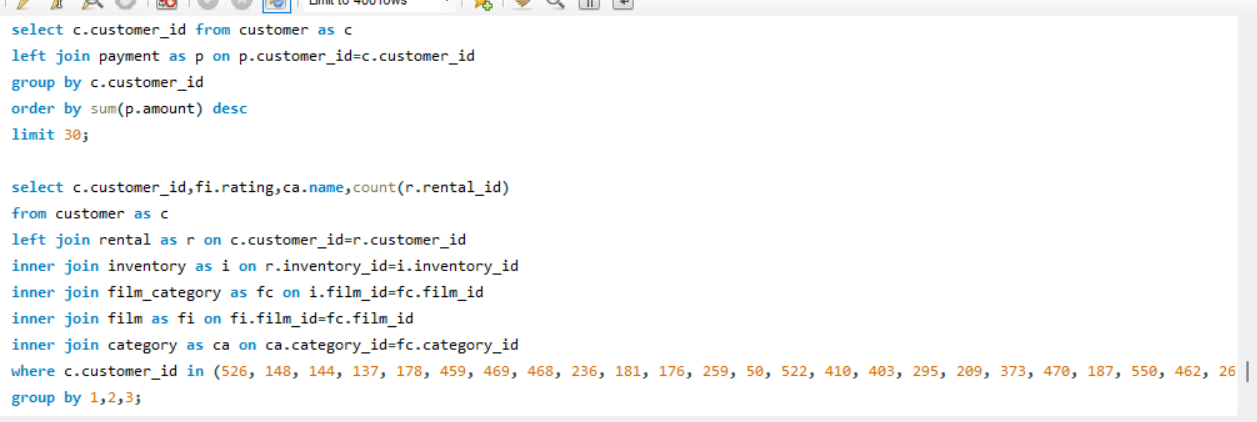 Limit to 400 rows
select c.customer_id from customer as c
left join payment as p on p.customer_id=c.customer_id
group by c.customer_id
order by sum(p.amount) desc
limit 30;
select c.customer_id,fi.rating,ca.name,count(r.rental_id)
from customer as c
left join rental as r on c.customer_id=r.customer_id
inner join inventory as i on r.inventory_id=i.inventory_id
inner join film_category as fc on i.film_id=fc.film_id
inner join film as fi on fi.film_id=fc.film_id
inner join category as ca on ca.category_id=fc.category_id
where c.customer_id in (526, 148, 144, 137, 178, 459, 469, 468, 236, 181, 176, 259, 50, 522, 410, 403, 295, 209, 373, 470, 187, 550, 462, 26
group by 1,2,3;